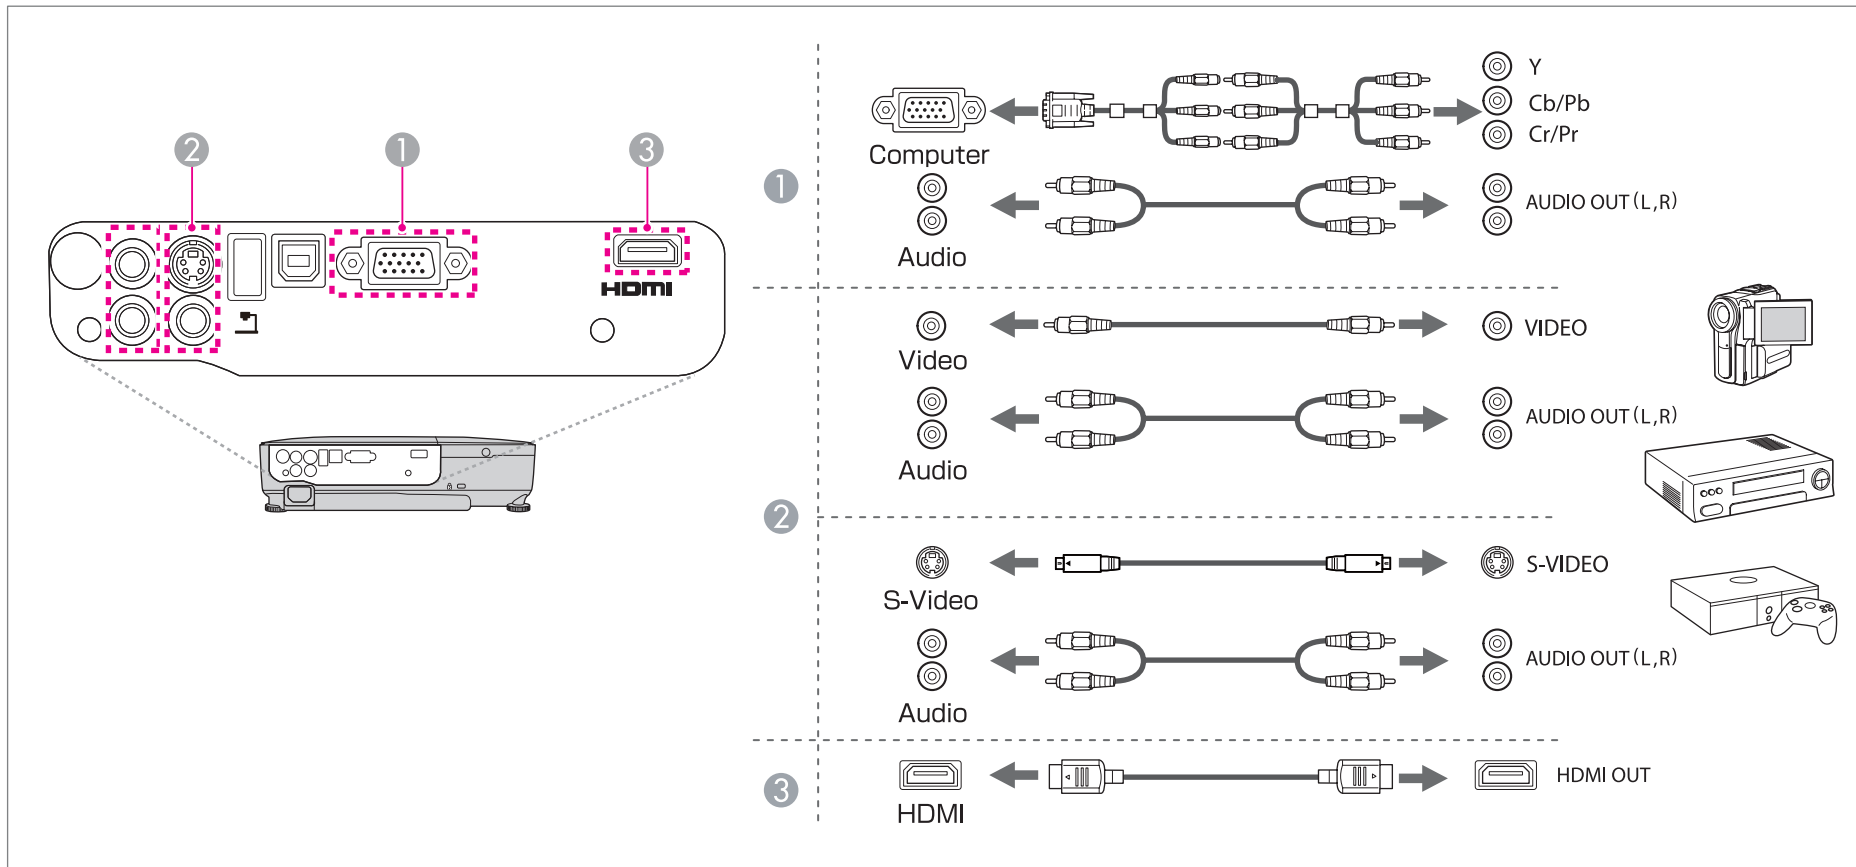 2
1
3
HDMI
1
Computer
Y
Cb/Pb
Cr/Pr
Audio
AUDIO OUT (L,R)
2
Video
VIDEO
Audio
AUDIO OUT (L,R)
S-Video
S-VIDEO
Audio
AUDIO OUT (L,R)
3
HDMI
HDMI OUT